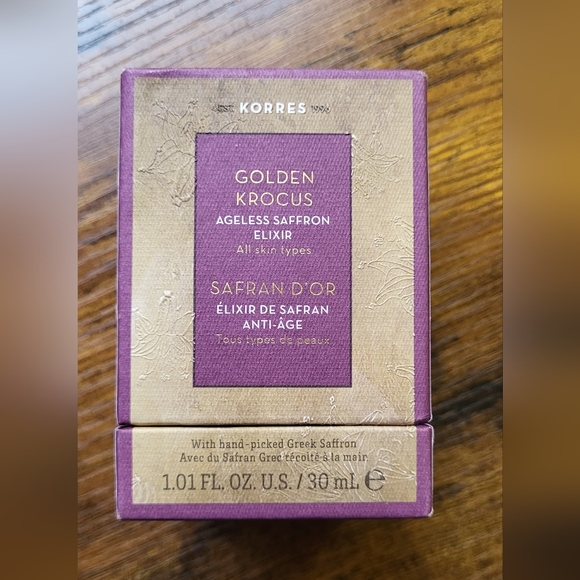 EST. KORRES 1996
GOLDEN
KROCUS
AGELESS SAFFRON
ELIXIR
All skin types
SAFRAN D'OR
ÉLIXIR DE SAFRAN
ANTI-ÂGE
Tous types de peaux
With hand-picked Greek Saffron
Avec du Safran Grec récolté à la main
1.01 FL. OZ. U.S. / 30 mL ℮